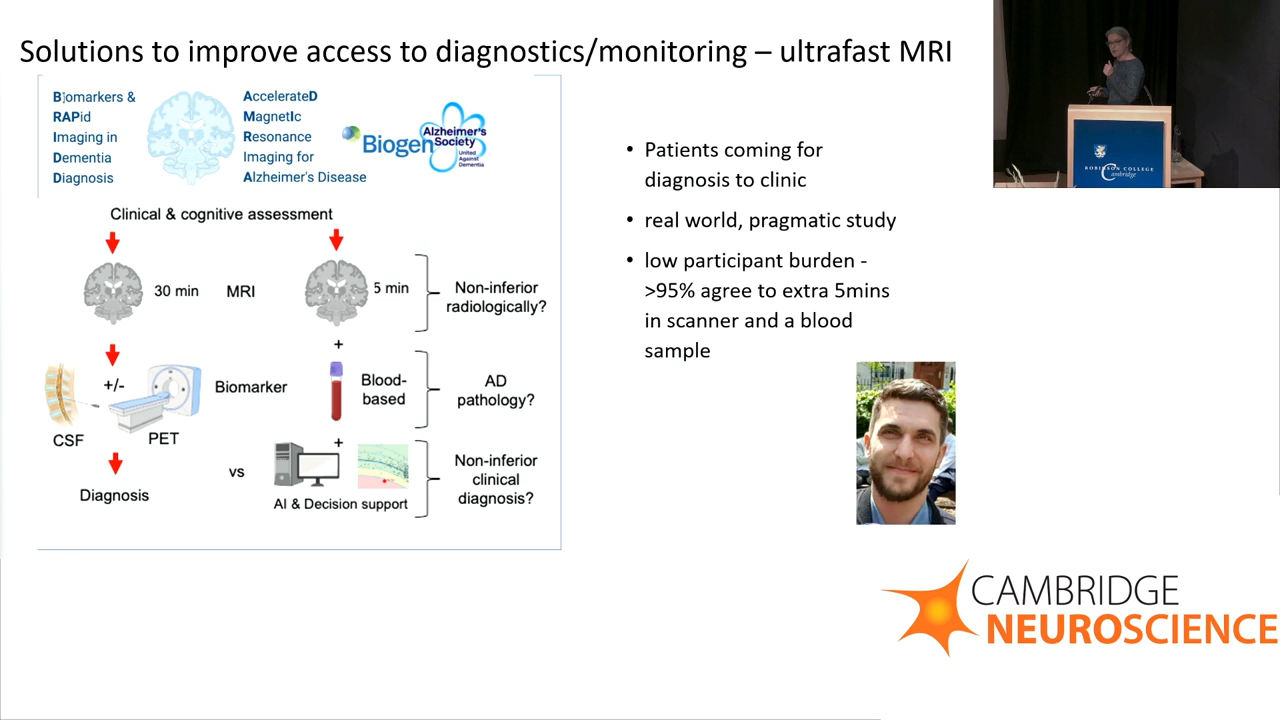 Solutions to improve access to diagnostics/monitoring – ultrafast MRI
Biomarkers &
RAPid
Imaging in
Dementia
Diagnosis
AccelerateD
MagnetIc
Resonance
Imaging for
Alzheimer's Disease
Biogen
Alzheimer's
Society
United
Against
Dementia
Clinical & cognitive assessment
30 min
MRI
5 min
Non-inferior
radiologically?
+
+/-
Biomarker
Blood-
based
AD
pathology?
CSF
PET
+
vs
Diagnosis
AI & Decision support
Non-inferior
clinical
diagnosis?
• Patients coming for
diagnosis to clinic
• real world, pragmatic study
• low participant burden -
>95% agree to extra 5mins
in scanner and a blood
sample
ROBINSON COLLEGE
Cambridge
CAMBRIDGE
NEUROSCIENCE